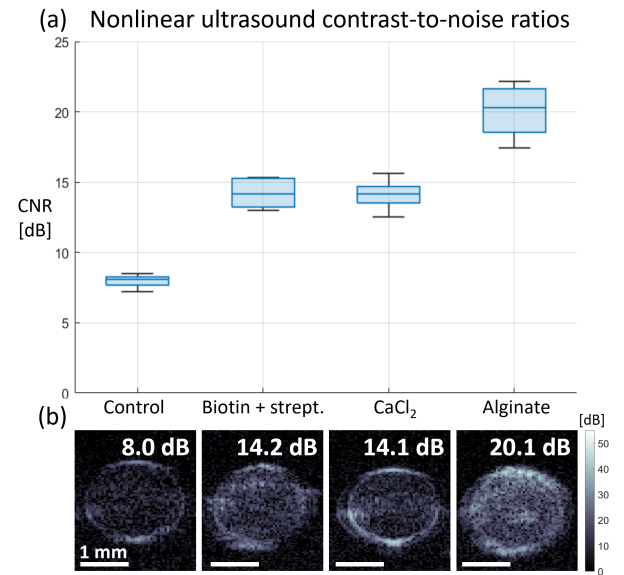 (a) Nonlinear ultrasound contrast-to-noise ratios
25
20
15
CNR
[dB]
10
5
0
Control Biotin + strept. CaCl₂ Alginate
(b)
[dB]
8.0 dB 14.2 dB 14.1 dB 20.1 dB
50
40
30
20
10
0
1 mm